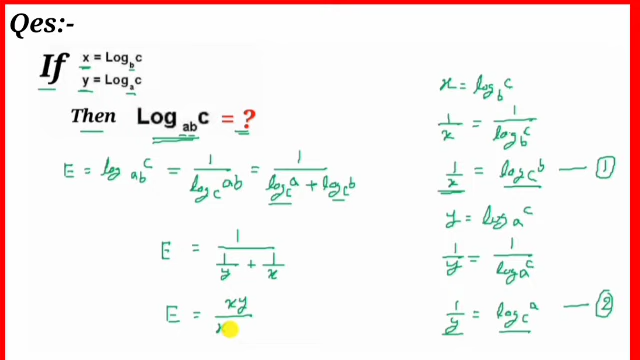 Qes:-
If x = Log_b c
y = Log_a c
Then Log_ab c = ?
E = log_ab c = 1/(log_c ab) = 1/(log_c a + log_c b)
E = 1/(1/y + 1/x)
E = xy/x
x = log_b c
1/x = 1/(log_b c)
1/x = log_c b — ①
y = log_a c
1/y = 1/(log_a c)
1/y = log_c a — ②